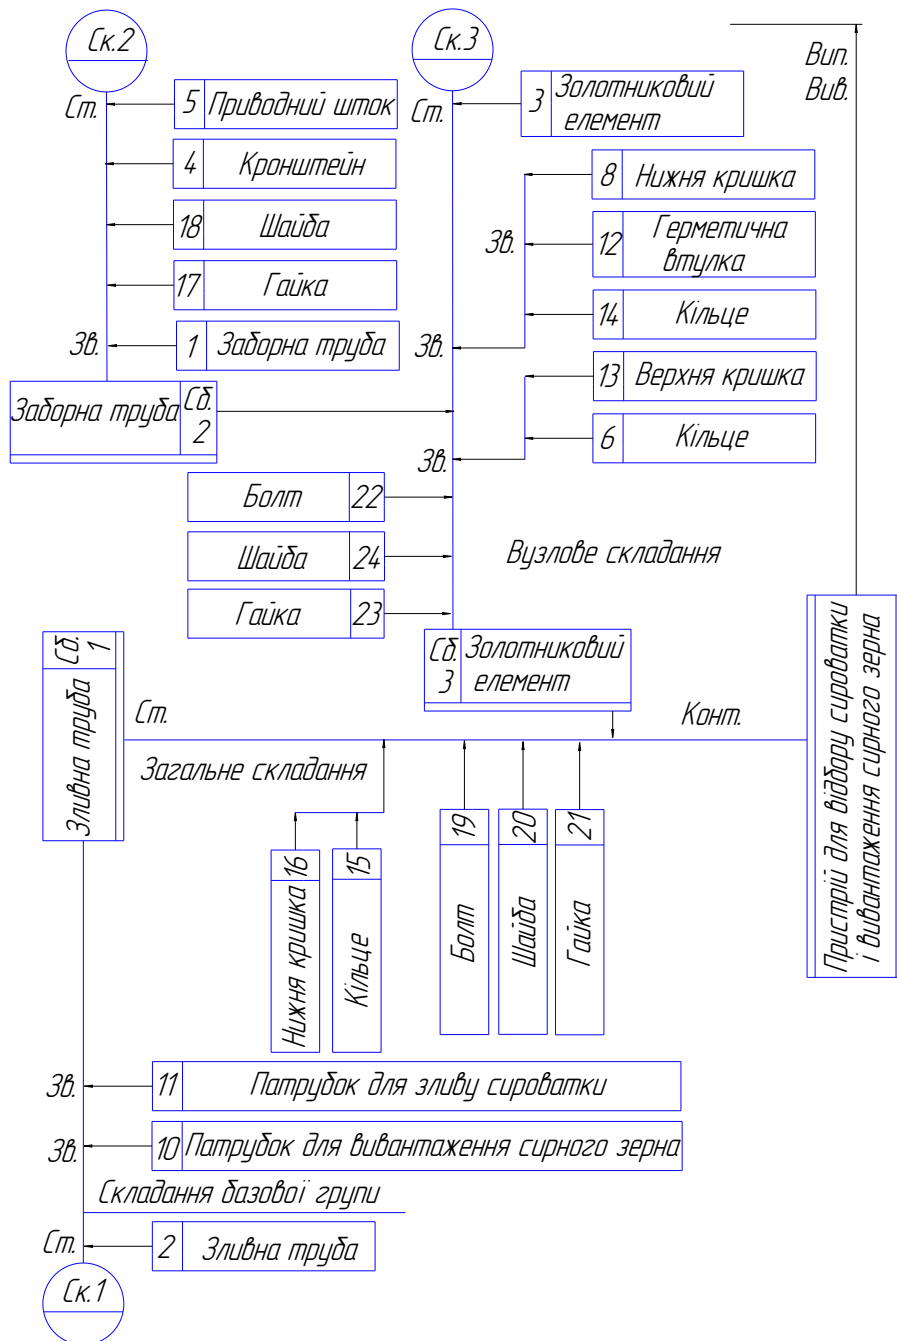 Ск.2
Ст.
5 Приводний шток
4 Кронштейн
18 Шайба
17 Гайка
Зв.
1 Заборна труба
Заборна труба
Сб.
2
Ск.3
Ст.
3 Золотниковий
елемент
8 Нижня кришка
Зв.
12 Герметична
втулка
14 Кільце
Зв.
13 Верхня кришка
6 Кільце
Зв.
Болт 22
Шайба 24
Гайка 23
Вузлове складання
Сб.
3
Золотниковий
елемент
Вип.
Вив.
Пристрій для відбору сироватки
і вивантаження сирного зерна
Сб.
1
Зливна труба
Ст.
Конт.
Загальне складання
Нижня кришка 16
Кільце 15
Болт 19
Шайба 20
Гайка 21
Зв.
11 Патрубок для зливу сироватки
Зв.
10 Патрубок для вивантаження сирного зерна
Складання базової групи
Ст.
2 Зливна труба
Ск.1